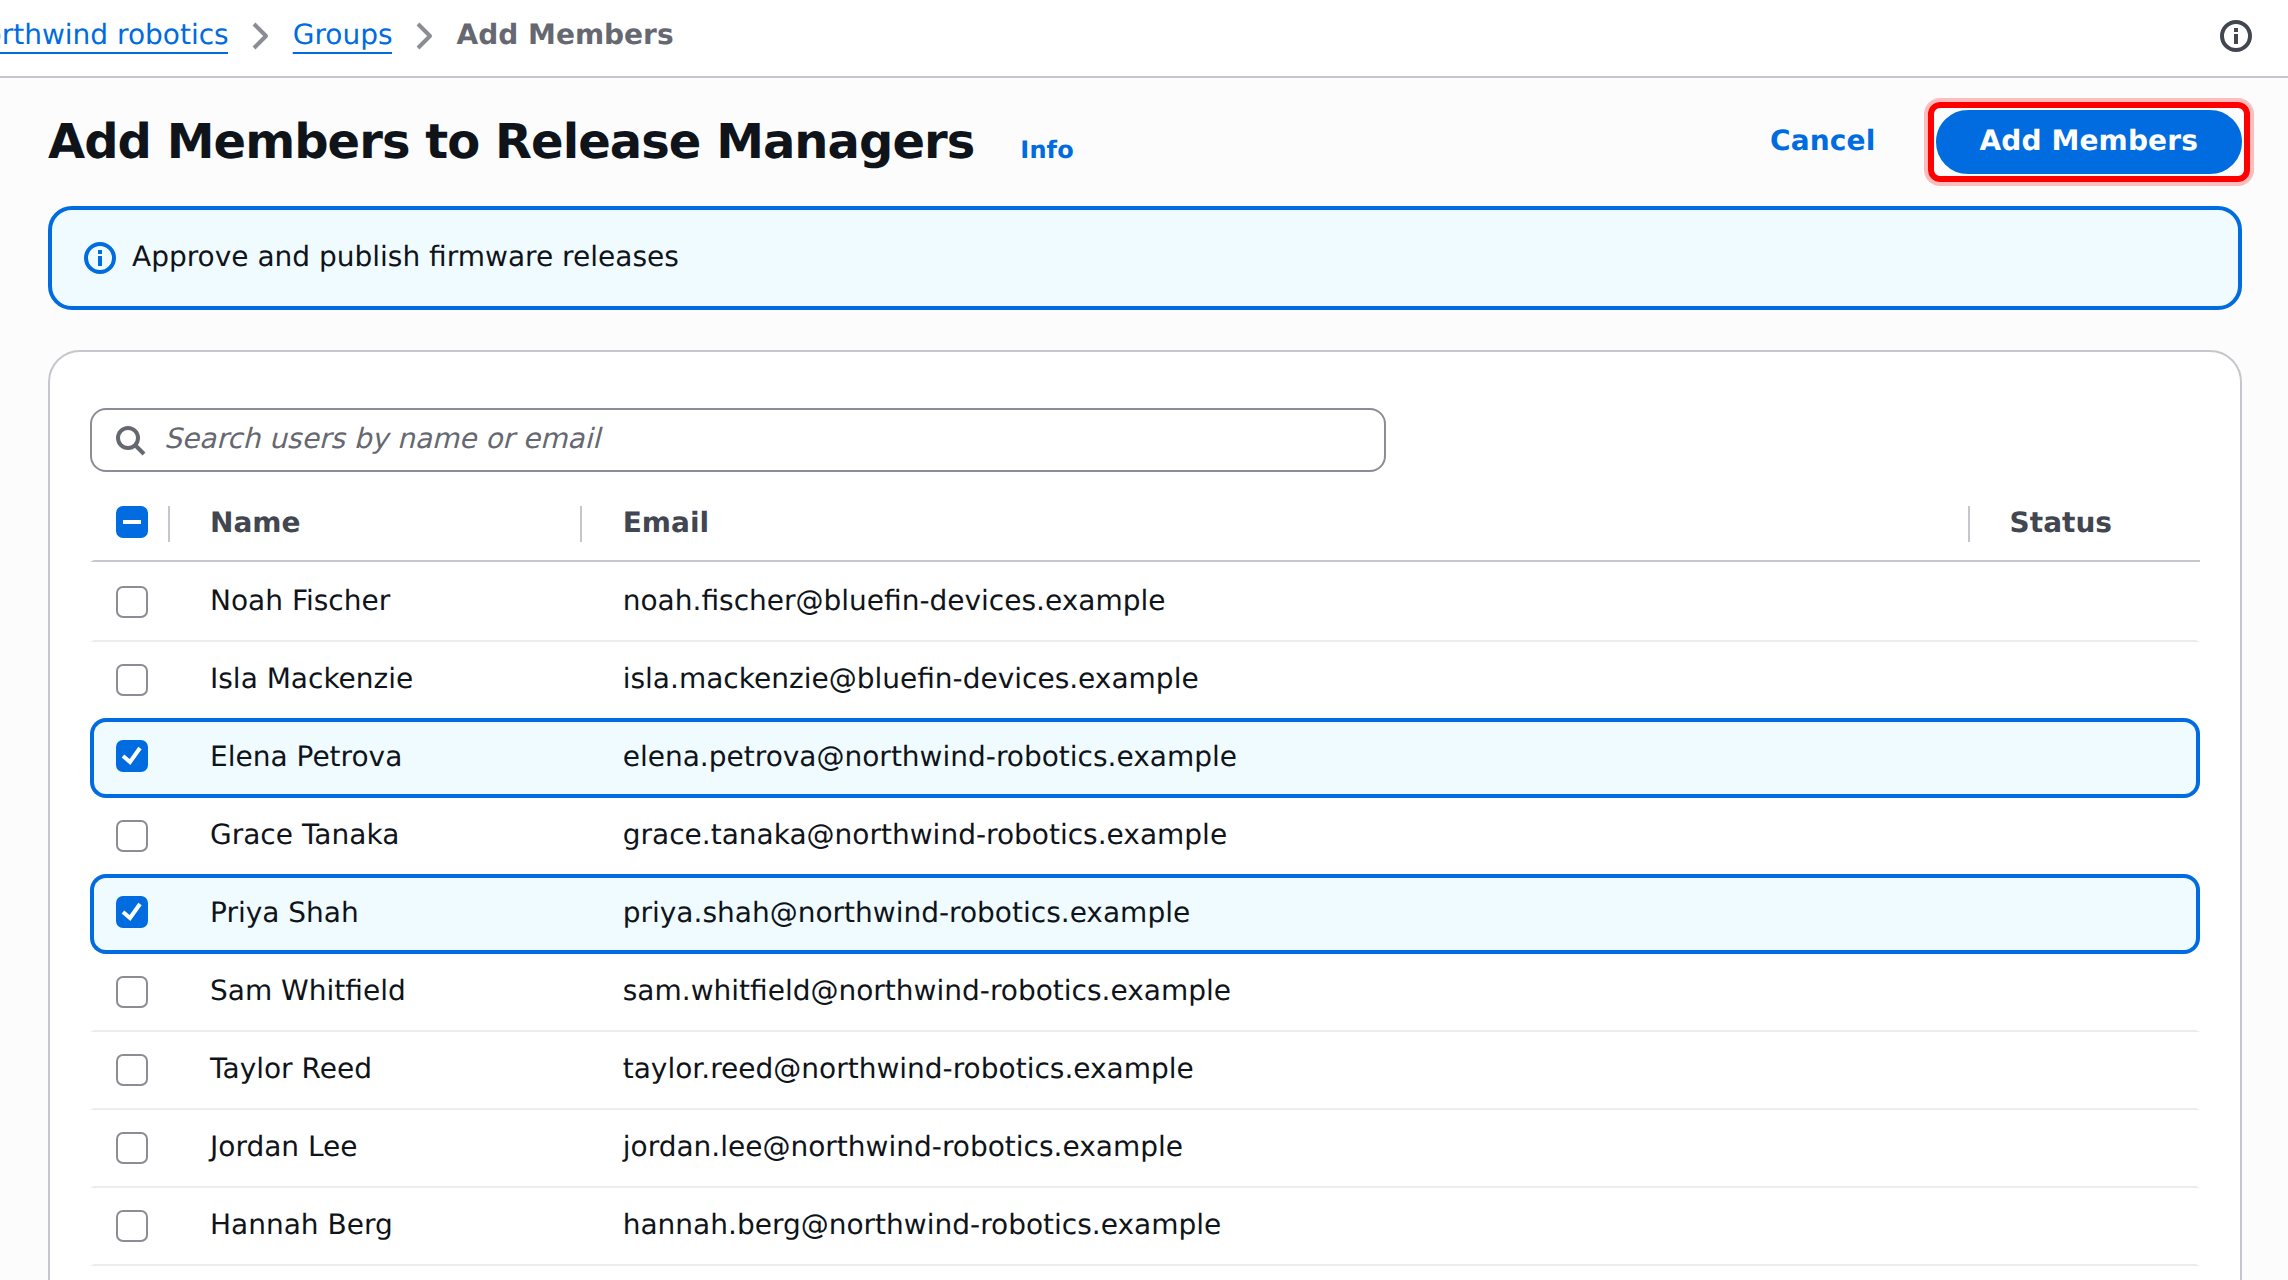 rthwind robotics > Groups > Add Members
Add Members to Release Managers Info Cancel Add Members
Approve and publish firmware releases
Search users by name or email
Name Email Status
Noah Fischer noah.fischer@bluefin-devices.example
Isla Mackenzie isla.mackenzie@bluefin-devices.example
Elena Petrova elena.petrova@northwind-robotics.example
Grace Tanaka grace.tanaka@northwind-robotics.example
Priya Shah priya.shah@northwind-robotics.example
Sam Whitfield sam.whitfield@northwind-robotics.example
Taylor Reed taylor.reed@northwind-robotics.example
Jordan Lee jordan.lee@northwind-robotics.example
Hannah Berg hannah.berg@northwind-robotics.example